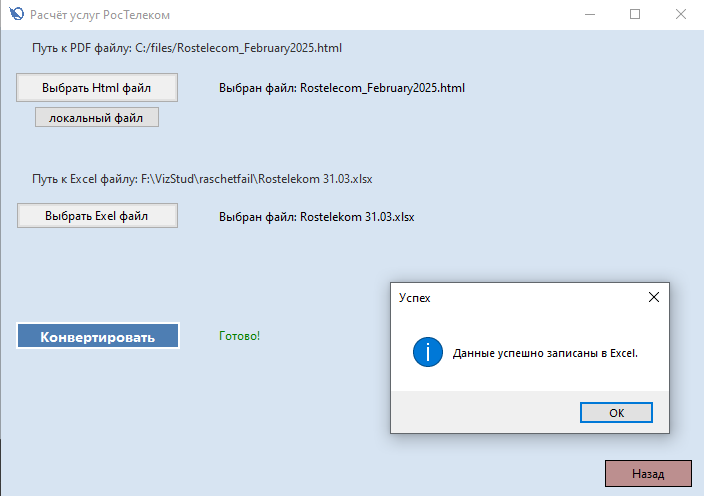 Расчёт услуг РосТелеком
Путь к PDF файлу: C:/files/Rostelecom_February2025.html
Выбрать Html файл
Выбран файл: Rostelecom_February2025.html
локальный файл
Путь к Excel файлу: F:\VizStud\raschetfail\Rostelekom 31.03.xlsx
Выбрать Exel файл
Выбран файл: Rostelekom 31.03.xlsx
Конвертировать
Готово!
Успех
Данные успешно записаны в Excel.
OK
Назад